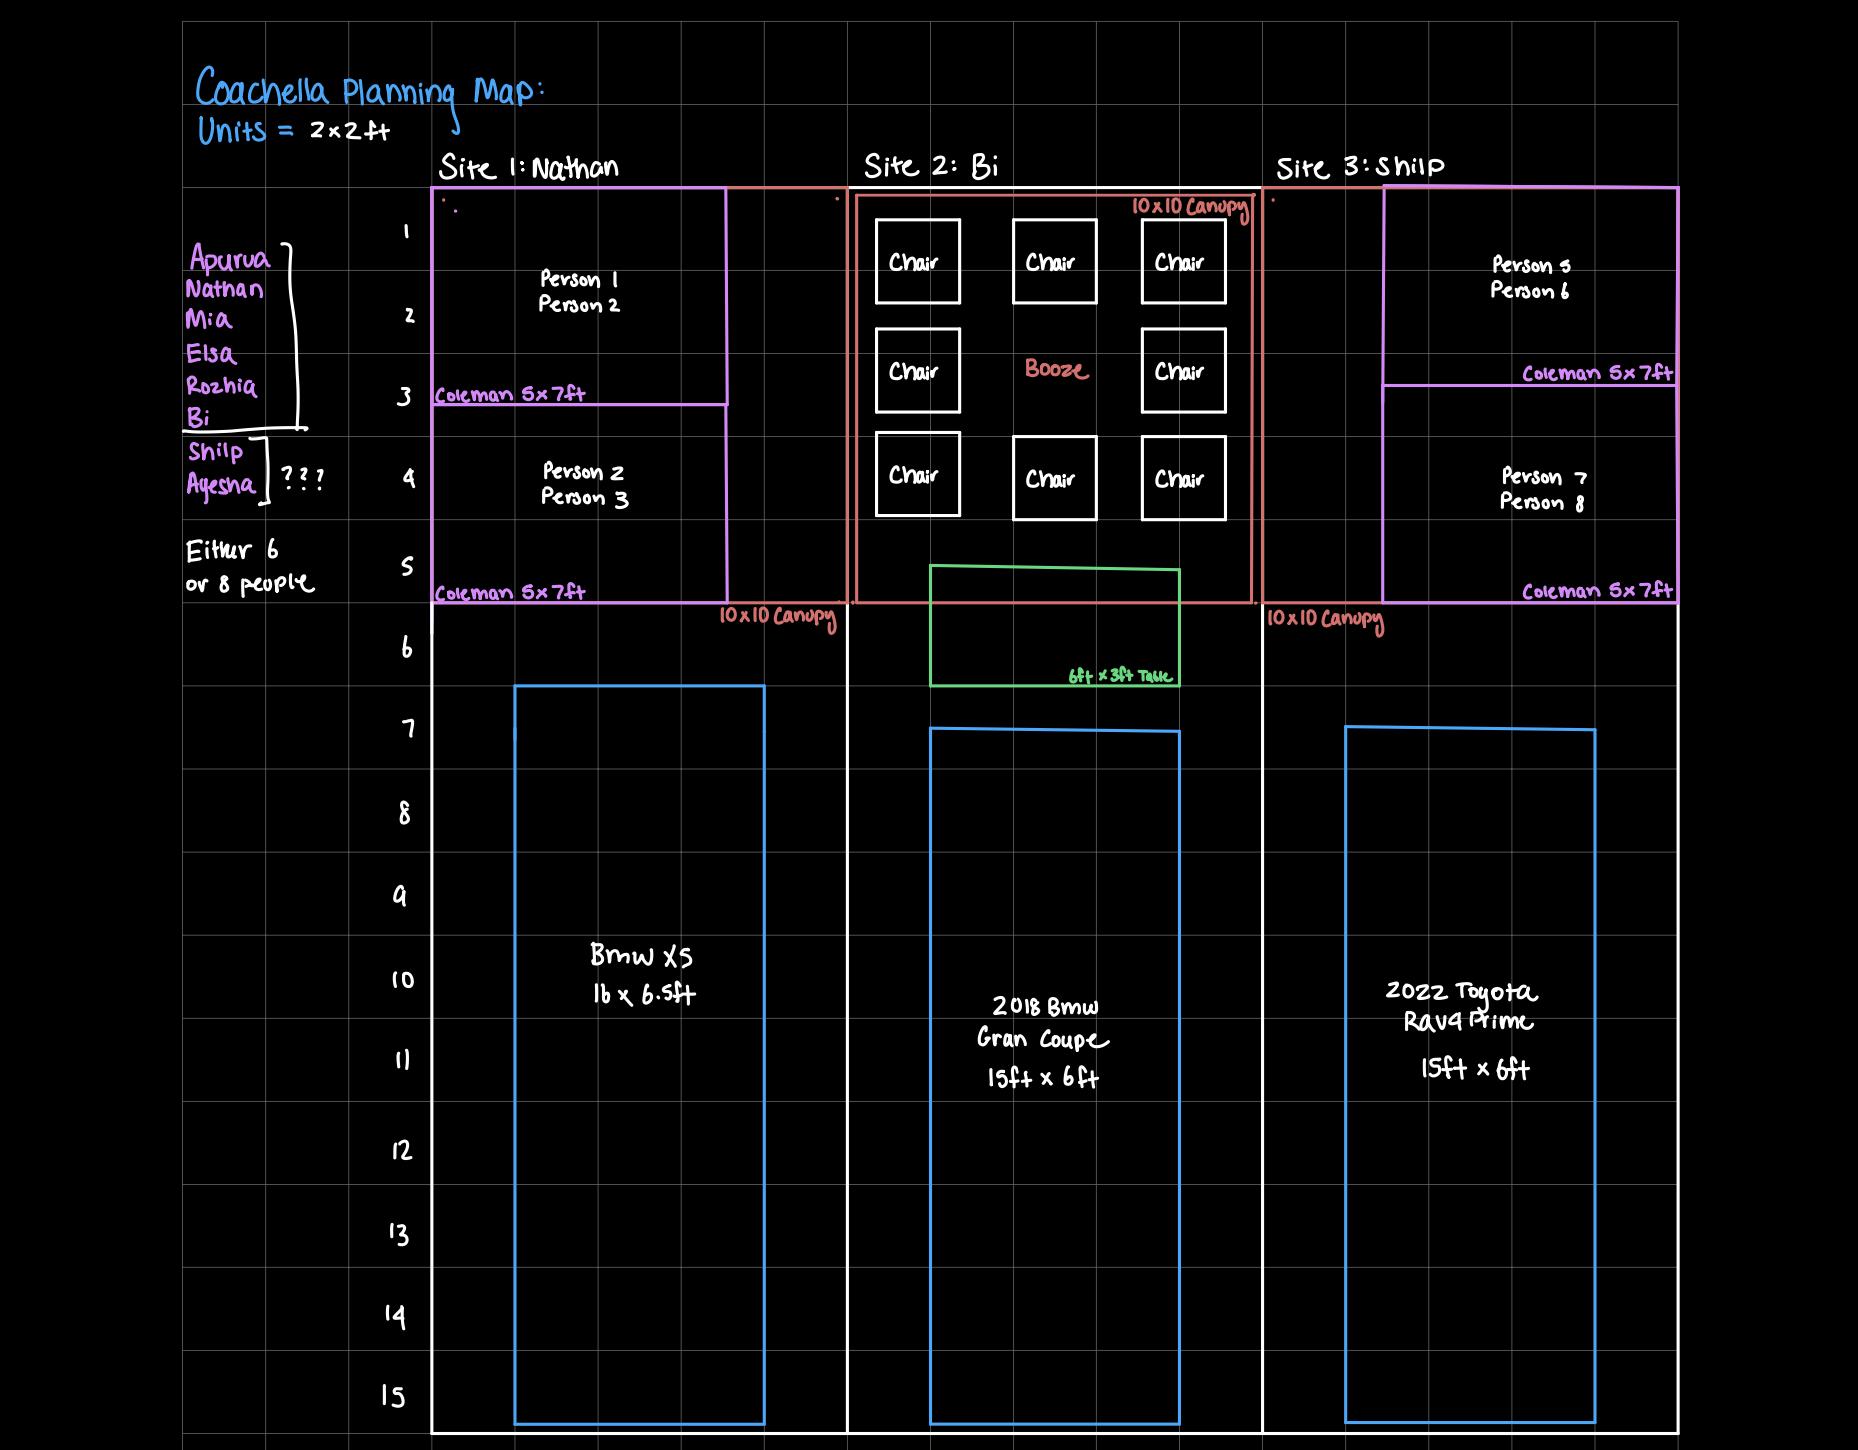 Coachella Planning Map:
Units = 2x2ft
Site 1: Nathan
Site 2: Bi
Site 3: Shilp
Apurua
Nathan
Mia
Elsa
Rozhia
Bi
Shilp
Ayesha
???
Either 6
or 8 people
1
2
3
4
5
6
7
8
9
10
11
12
13
14
15
Person 1
Person 2
Coleman 5x7ft
Person 2
Person 3
Coleman 5x7ft
10x10 Canopy
Bmw X5
16 x 6.5ft
10x10 Canopy
Chair
Chair
Chair
Chair
Booze
Chair
Chair
Chair
Chair
6ft x 3ft Table
2018 Bmw
Gran Coupe
15ft x 6ft
Person 5
Person 6
Coleman 5x7ft
Person 7
Person 8
Coleman 5x7ft
10x10 Canopy
2022 Toyota
Rav4 Prime
15ft x 6ft